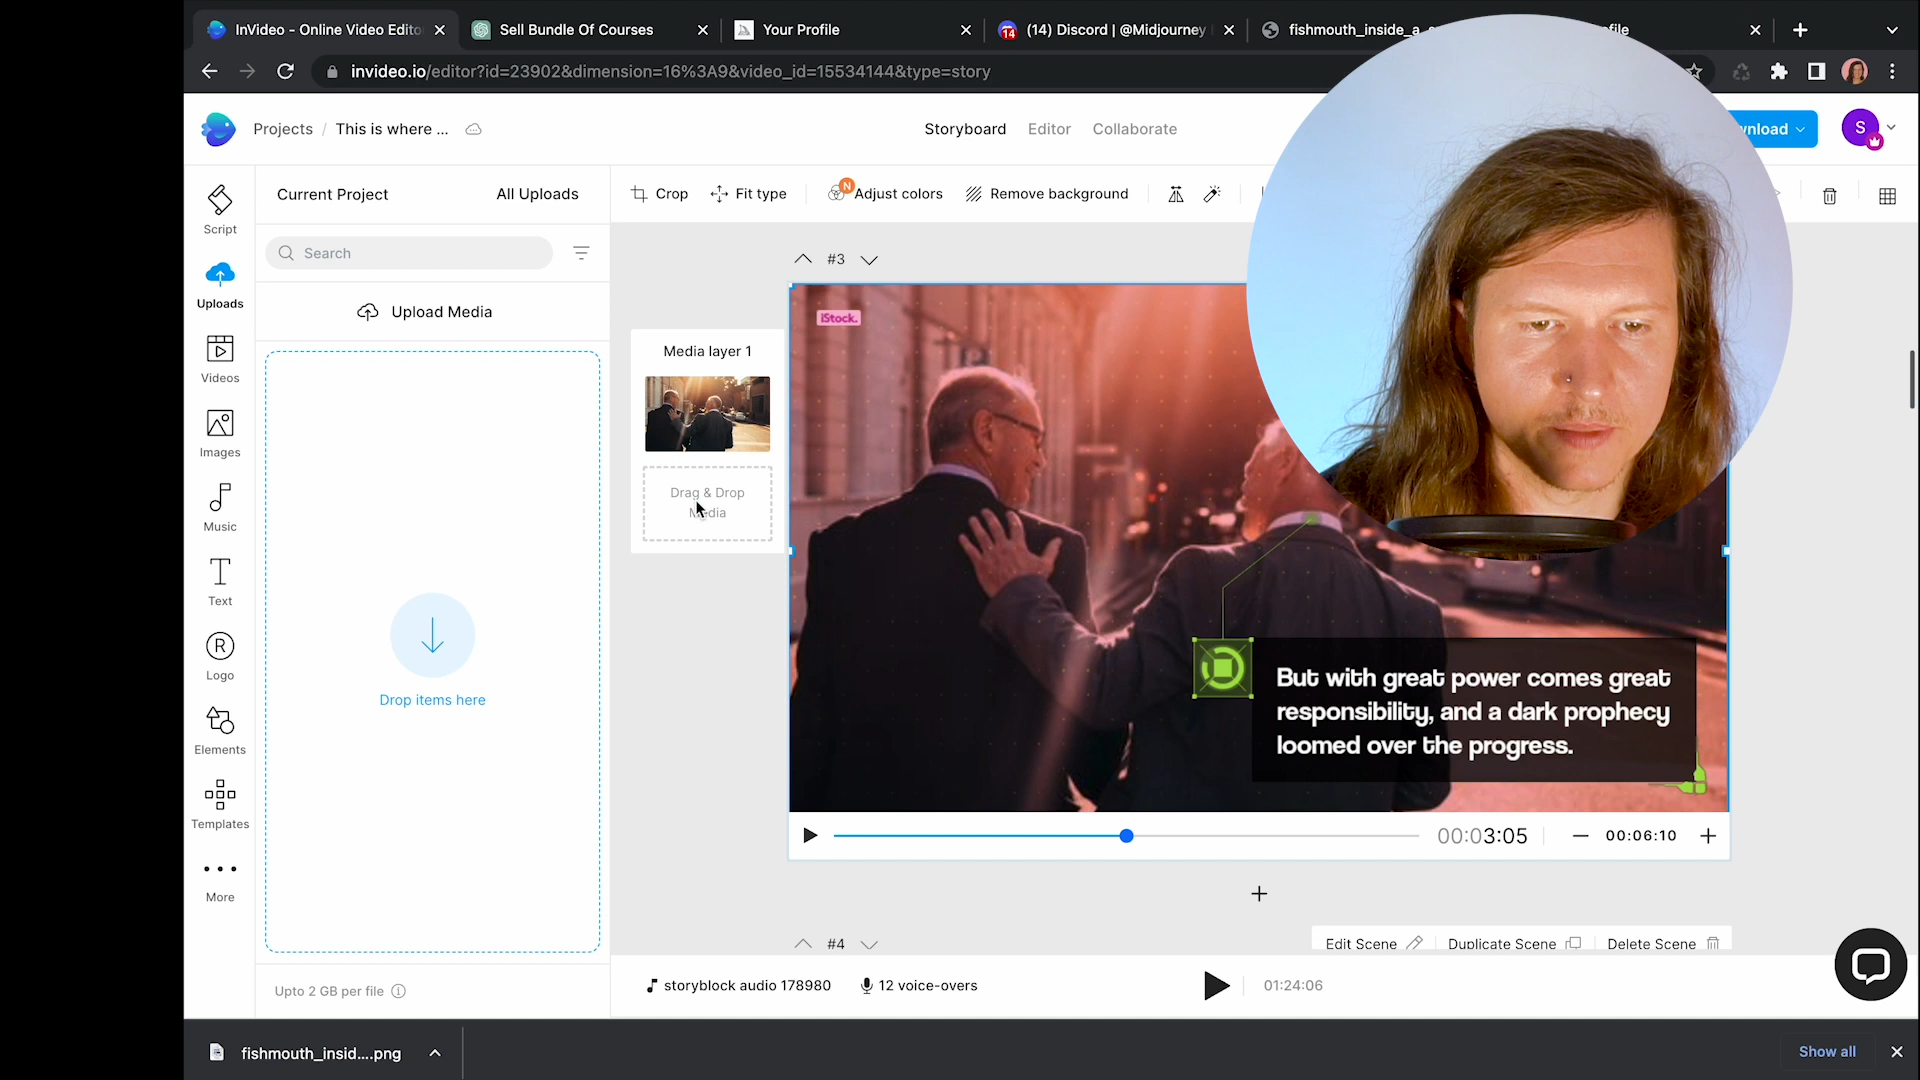 InVideo - Online Video Edito
Sell Bundle Of Courses
Your Profile
14
(14) Discord | @Midjourney
fishmouth_inside_a_
file
invideo.io/editor?id=23902&dimension=16%3A9&video_id=15534144&type=story
Projects / This is where ...
Storyboard
Editor
Collaborate
nload
S
Script
Uploads
Videos
Images
Music
Text
R
Logo
Elements
Templates
More
Current Project
All Uploads
Search
Upload Media
Drop items here
Upto 2 GB per file
Crop
Fit type
N
Adjust colors
Remove background
#3
Media layer 1
Drag & Drop
Media
iStock.
But with great power comes great
responsibility, and a dark prophecy
loomed over the progress.
00:03:05
00:06:10
#4
Edit Scene
Duplicate Scene
Delete Scene
storyblock audio 178980
12 voice-overs
01:24:06
fishmouth_insid....png
Show all